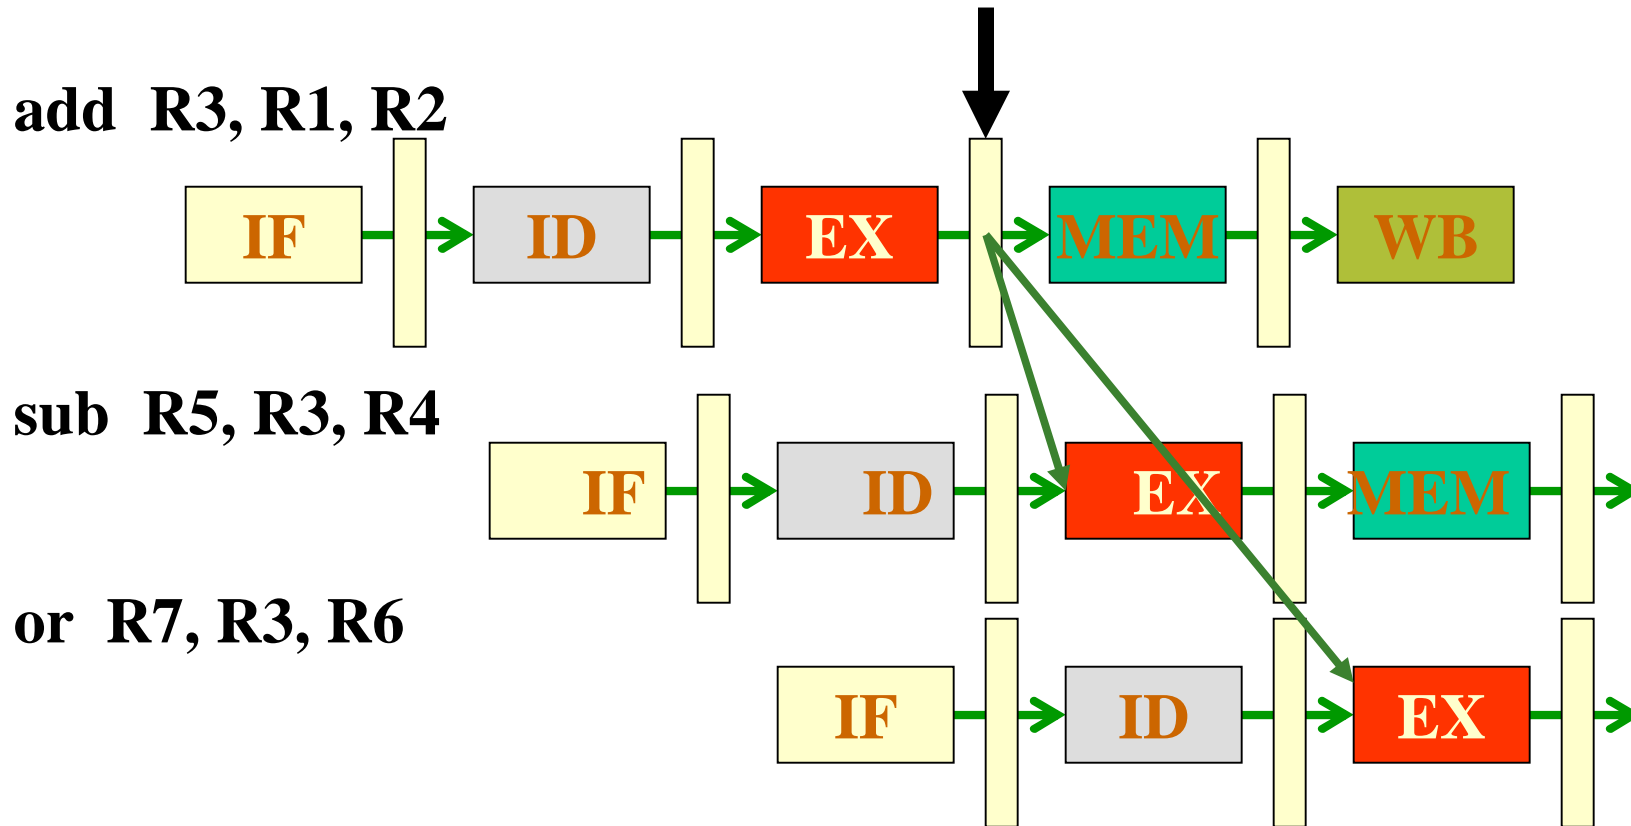 add R3, R1, R2
IF ID EX MEM WB
sub R5, R3, R4
IF ID EX MEM
or R7, R3, R6
IF ID EX